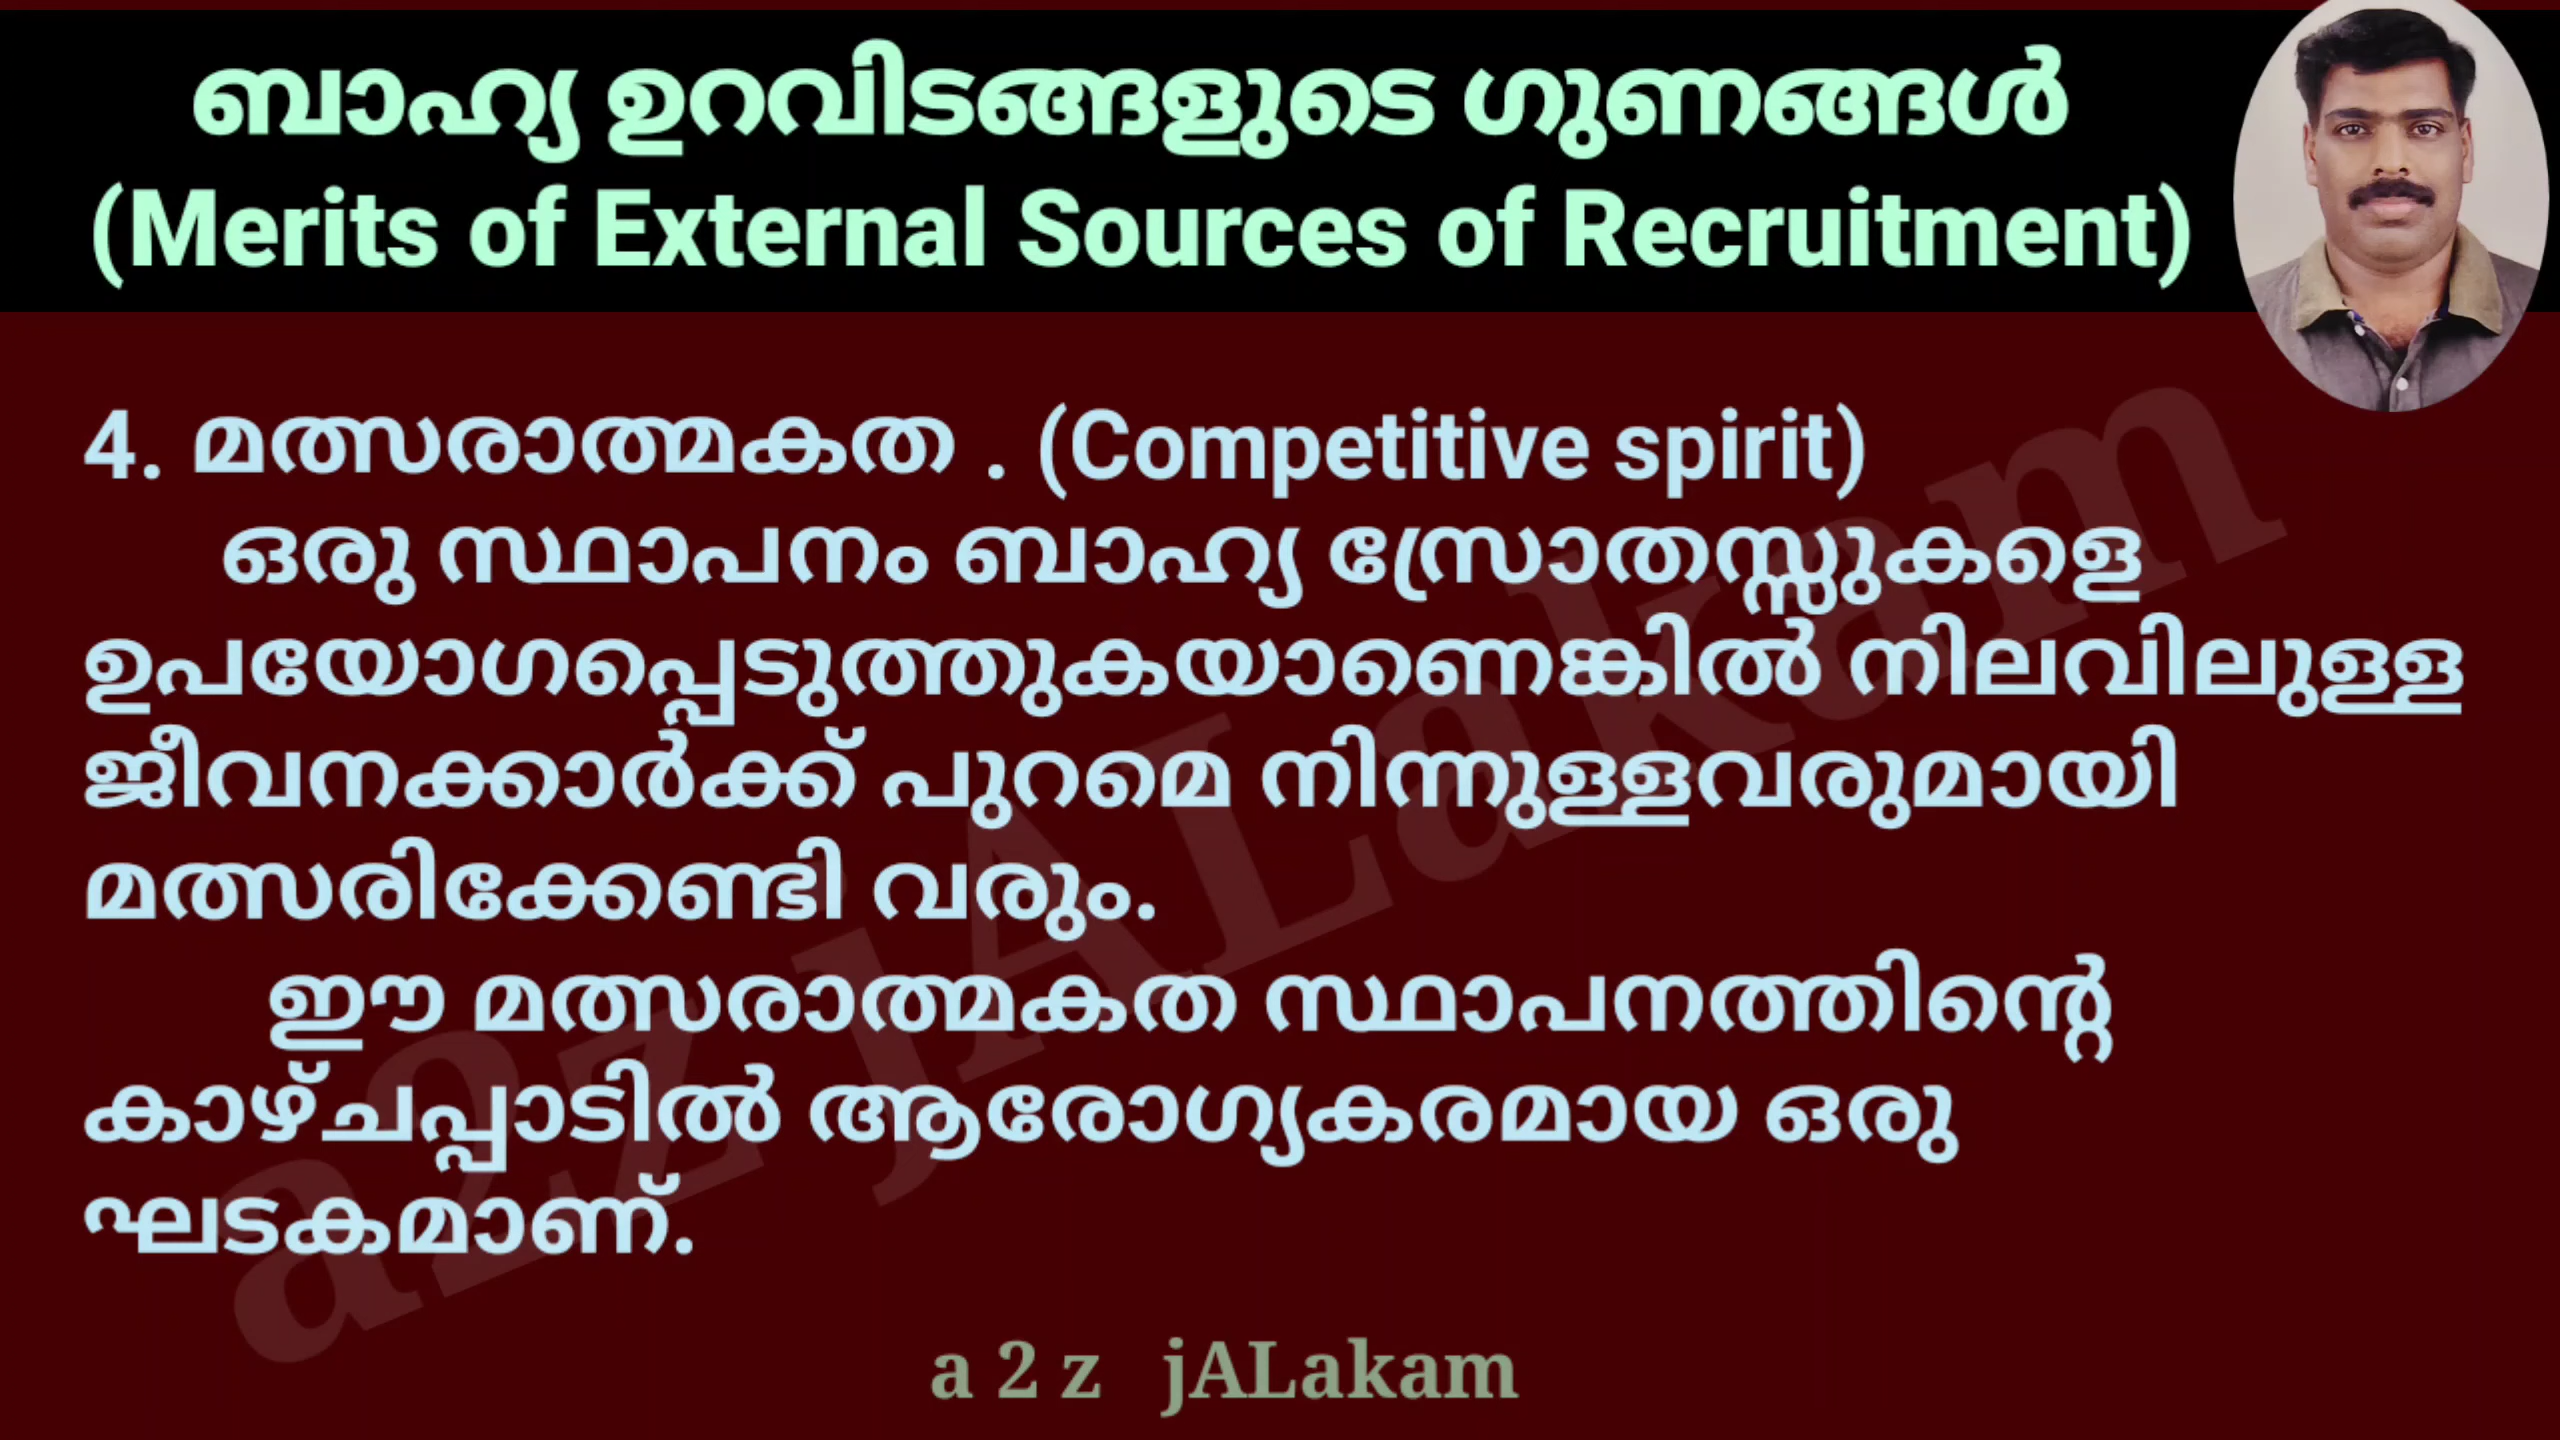 ബാഹ്യ ഉറവിടങ്ങളുടെ ഗുണങ്ങൾ
(Merits of External Sources of Recruitment)
4. മത്സരാത്മകത . (Competitive spirit)
ഒരു സ്ഥാപനം ബാഹ്യ സ്രോതസ്സുകളെ
ഉപയോഗപ്പെടുത്തുകയാണെങ്കിൽ നിലവിലുള്ള
ജീവനക്കാർക്ക് പുറമെ നിന്നുള്ളവരുമായി
മത്സരിക്കേണ്ടി വരും.
ഈ മത്സരാത്മകത സ്ഥാപനത്തിന്റെ
കാഴ്ചപ്പാടിൽ ആരോഗ്യകരമായ ഒരു
ഘടകമാണ്.
a2z jALakam
a 2 z jALakam